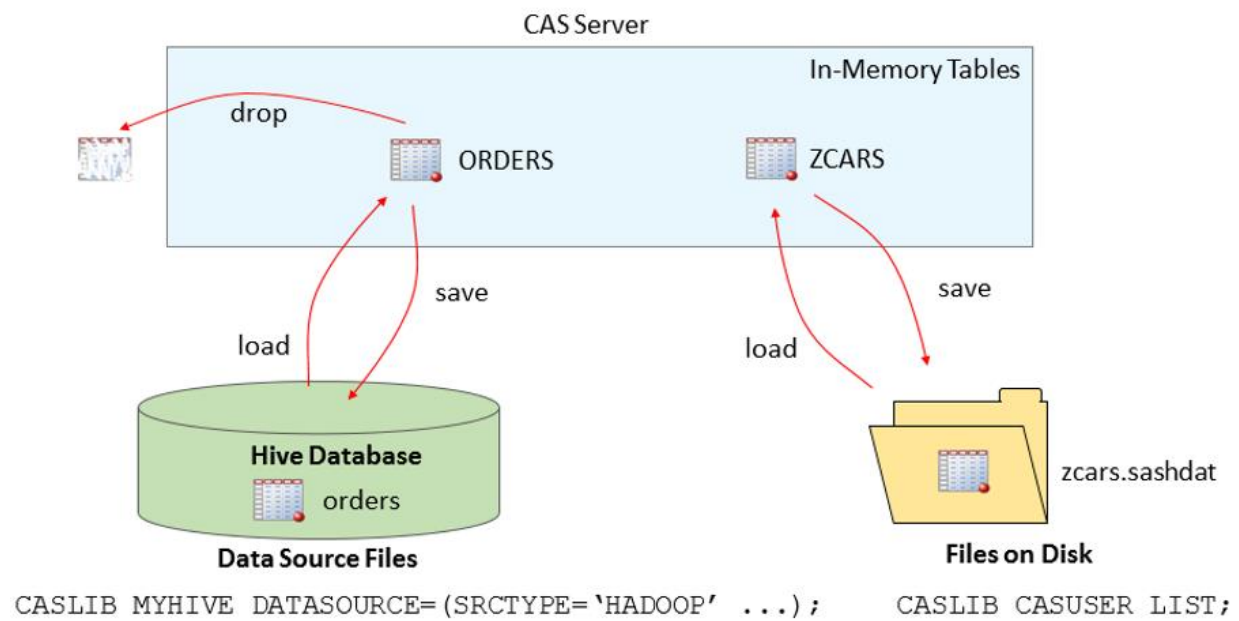 CAS Server
In-Memory Tables
drop
ORDERS
ZCARS
save
load
save
load
Hive Database
orders
Data Source Files
zcars.sashdat
Files on Disk
CASLIB MYHIVE DATASOURCE=(SRCTYPE=‘HADOOP’ ...);
CASLIB CASUSER LIST;